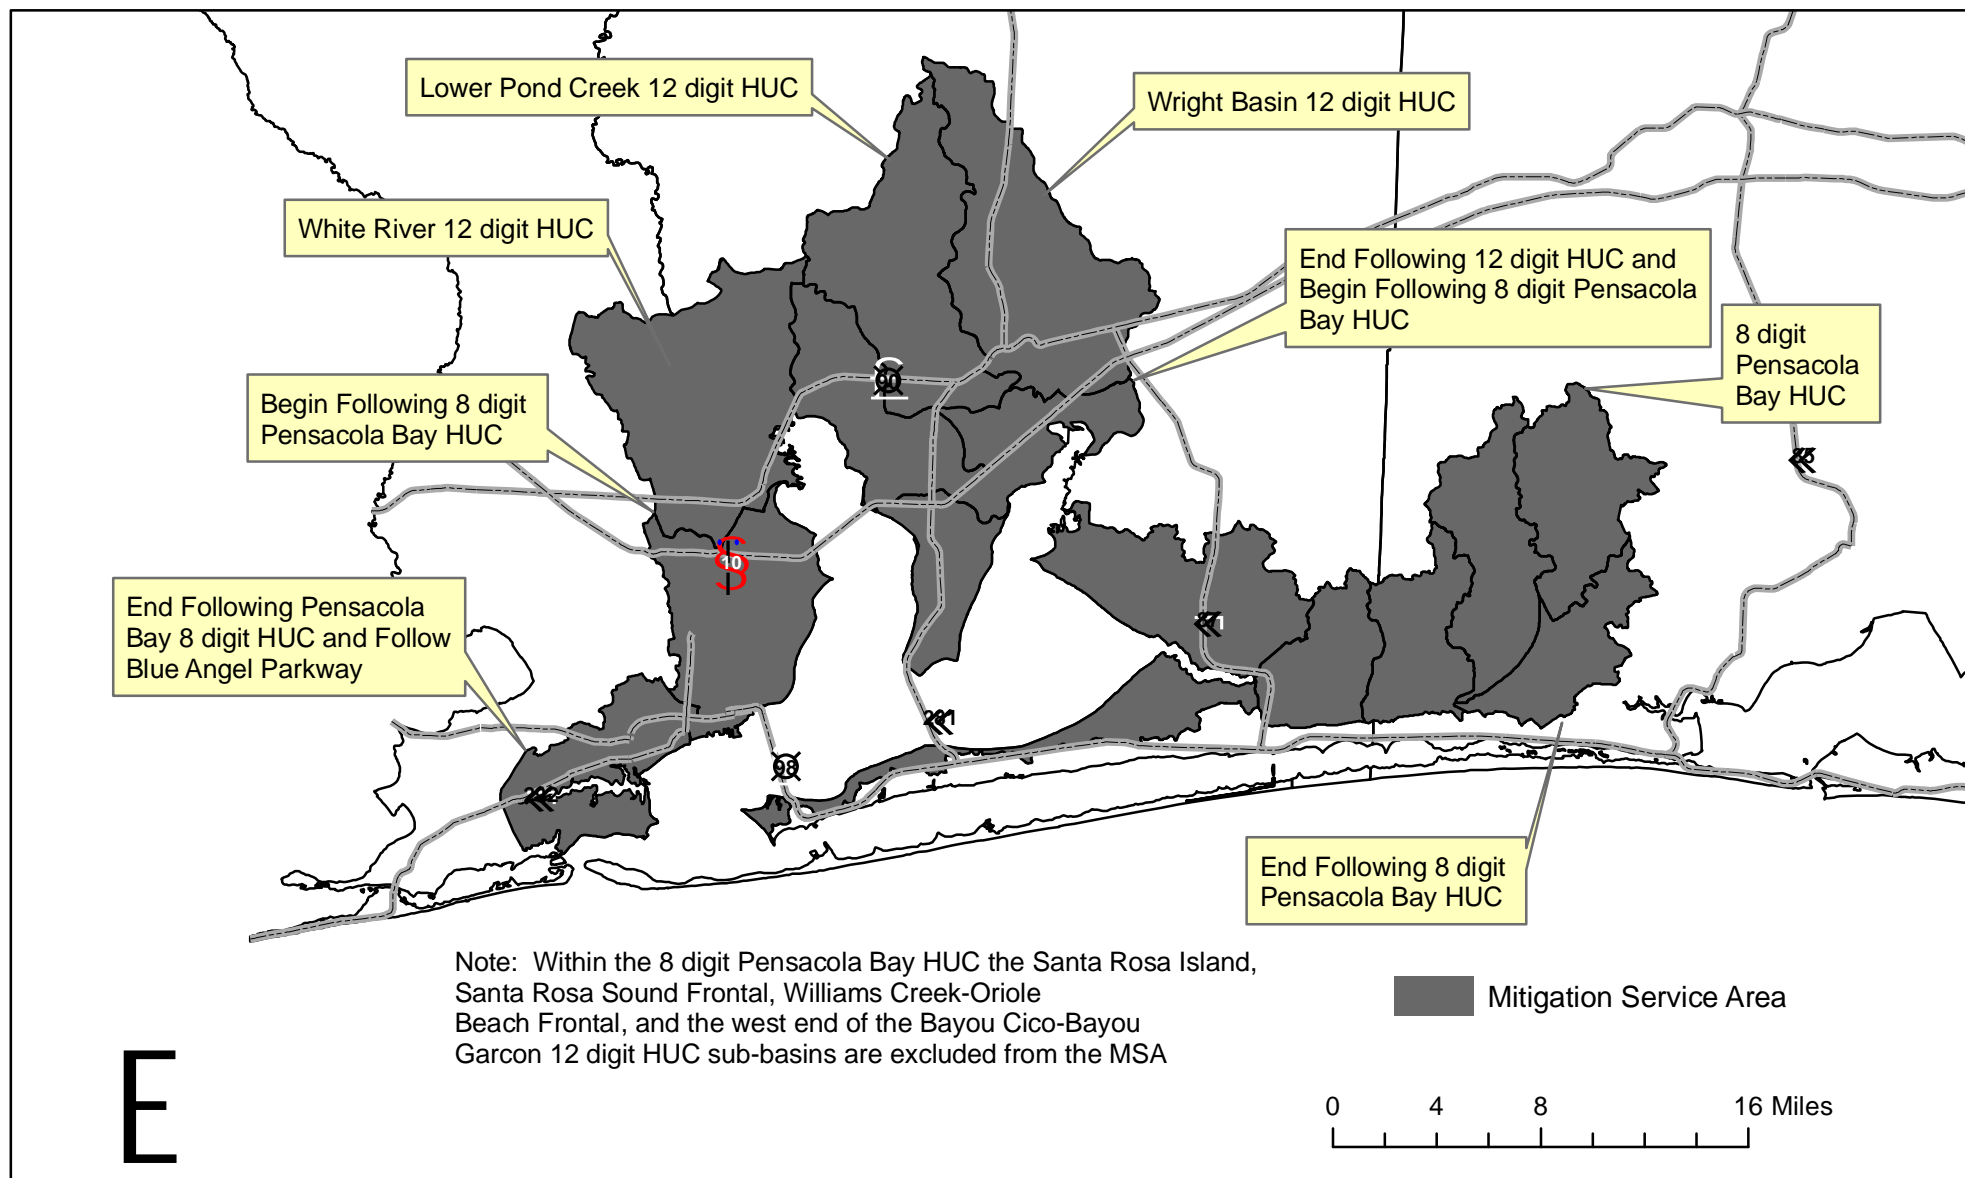 Lower Pond Creek 12 digit HUC
Wright Basin 12 digit HUC
White River 12 digit HUC
End Following 12 digit HUC and
Begin Following 8 digit Pensacola
Bay HUC
8 digit
Pensacola
Bay HUC
Begin Following 8 digit
Pensacola Bay HUC
90
85
10
End Following Pensacola
Bay 8 digit HUC and Follow
Blue Angel Parkway
281
98
292
End Following 8 digit
Pensacola Bay HUC
Note: Within the 8 digit Pensacola Bay HUC the Santa Rosa Island,
Santa Rosa Sound Frontal, Williams Creek-Oriole
Beach Frontal, and the west end of the Bayou Cico-Bayou
Garcon 12 digit HUC sub-basins are excluded from the MSA
Mitigation Service Area
E
0 4 8 16 Miles